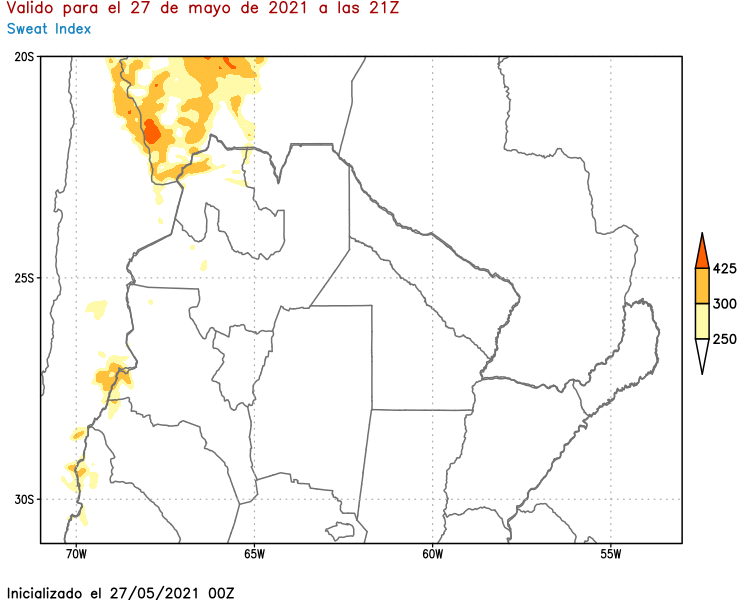 Valido para el 27 de mayo de 2021 a las 21Z
Sweat Index
20S
25S
30S
70W 65W 60W 55W
425
300
250
Inicializado el 27/05/2021 00Z